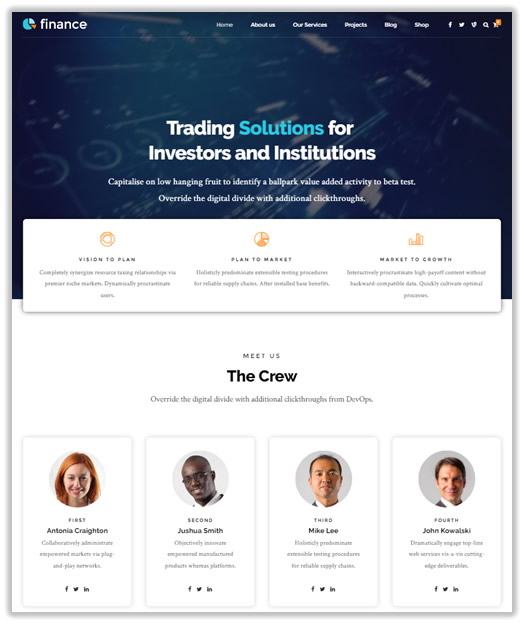 finance
Home About us Our Services Projects Blog Shop
Trading Solutions for
Investors and Institutions
Capitalise on low hanging fruit to identify a ballpark value added activity to beta test.
Override the digital divide with additional clickthroughs.
VISION TO PLAN
Completely synergize resource taxing relationships via
premier niche markets. Dynamically procrastinate
users.
PLAN TO MARKET
Holisticly predominate extensible testing procedures
for reliable supply chains. After installed base benefits.
MARKET TO GROWTH
Interactively procrastinate high-payoff content without
backward-compatible data. Quickly cultivate optimal
processes.
MEET US
The Crew
Override the digital divide with additional clickthroughs from DevOps.
FIRST
Antonia Craighton
Collaboratively administrate
empowered markets via plug-
and-play networks.
SECOND
Jushua Smith
Objectively innovate
empowered manufactured
products whereas platforms.
THIRD
Mike Lee
Holisticly predominate
extensible testing procedures
for reliable supply chains.
FOURTH
John Kowalski
Dramatically engage top-line
web services vis-a-vis cutting-
edge deliverables.